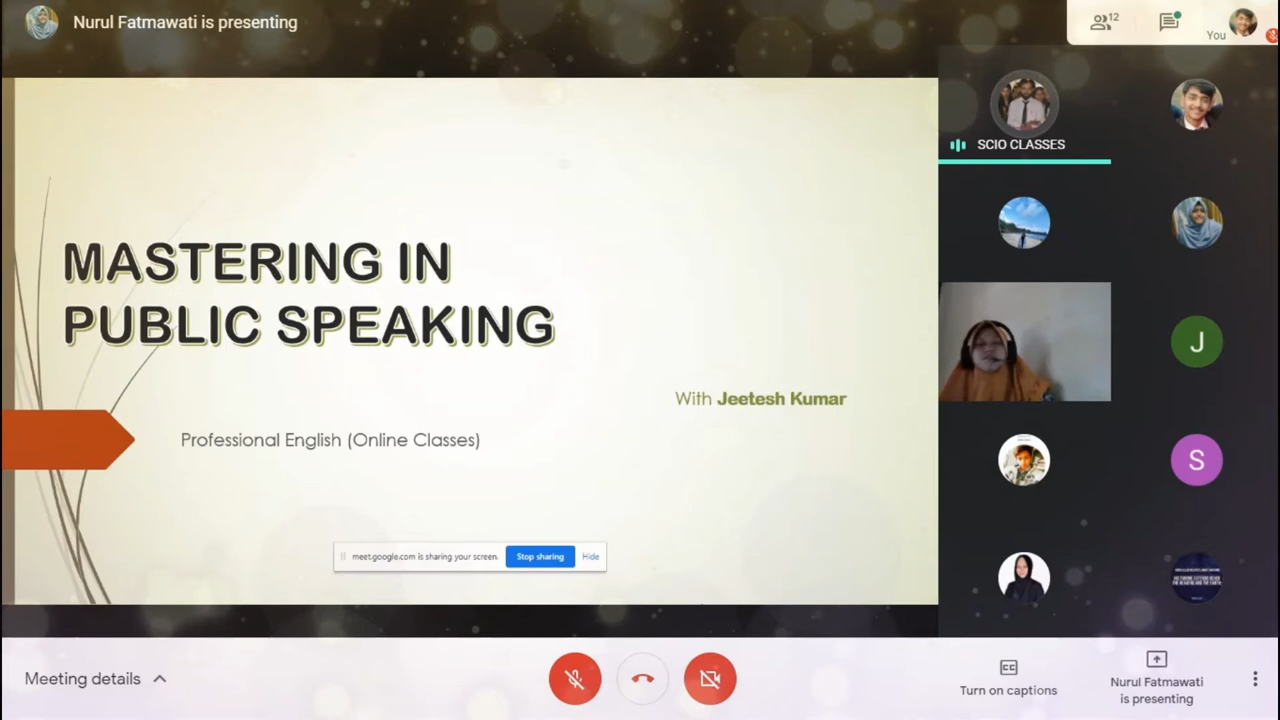 Nurul Fatmawati is presenting
12
You
SCIO CLASSES
MASTERING IN
PUBLIC SPEAKING
With Jeetesh Kumar
Professional English (Online Classes)
J
S
meet.google.com is sharing your screen.
Stop sharing
Hide
Meeting details
CC
Turn on captions
Nurul Fatmawati
is presenting